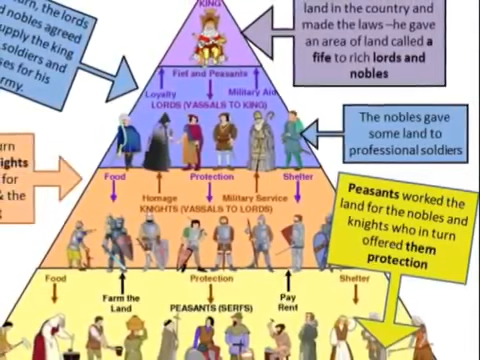 KING
urn, the lords
d nobles agreed
upply the king
soldiers and
ses for his
rmy.
land in the country and
made the laws – he gave
an area of land called a
fife to rich lords and
nobles
Fief and Peasants
Loyalty
Military Aid
LORDS (VASSALS TO KING)
The nobles gave
some land to
professional soldiers
urn
ights
for
& the
Food
Protection
Shelter
Homage
Military Service
KNIGHTS (VASSALS TO LORDS)
Peasants worked the
land for the nobles and
knights who in turn
offered them
protection
Food
Protection
Shelter
Farm the
Land
Pay
Rent
PEASANTS (SERFS)